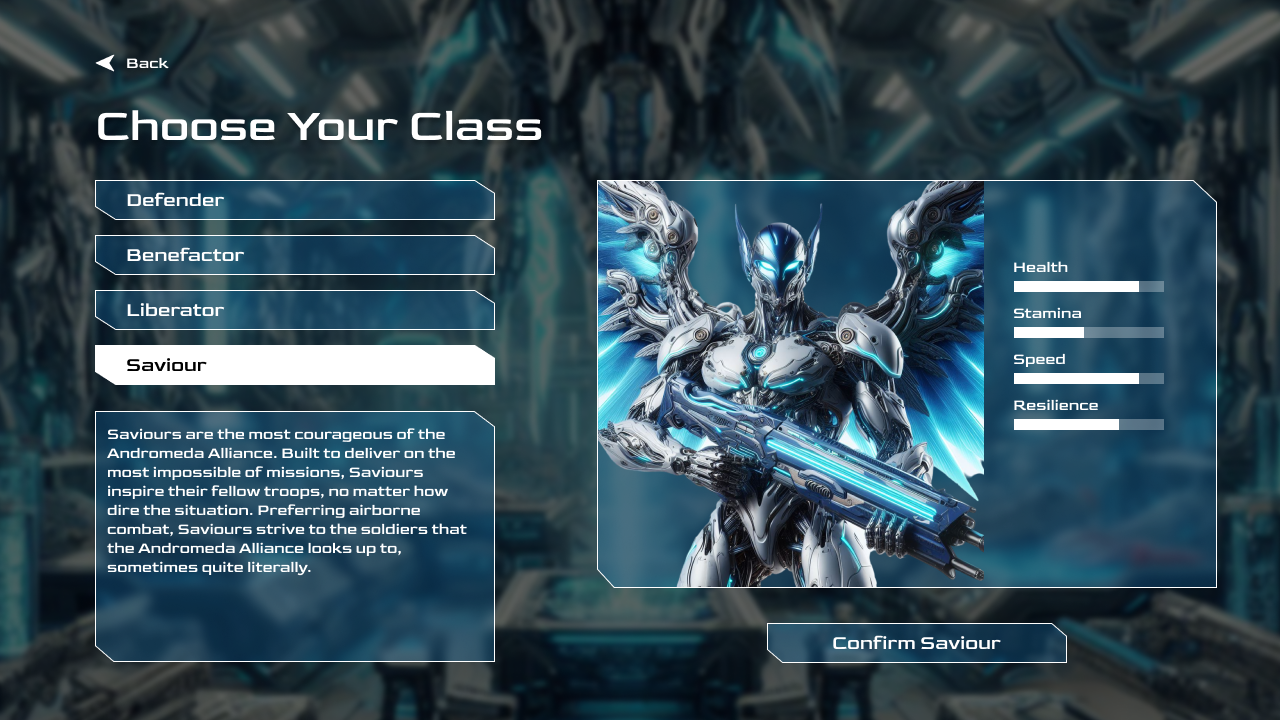 Back
Choose Your Class
Defender
Benefactor
Liberator
Saviour
Saviours are the most courageous of the
Andromeda Alliance. Built to deliver on the
most impossible of missions, Saviours
inspire their fellow troops, no matter how
dire the situation. Preferring airborne
combat, Saviours strive to the soldiers that
the Andromeda Alliance looks up to,
sometimes quite literally.
Health
Stamina
Speed
Resilience
Confirm Saviour